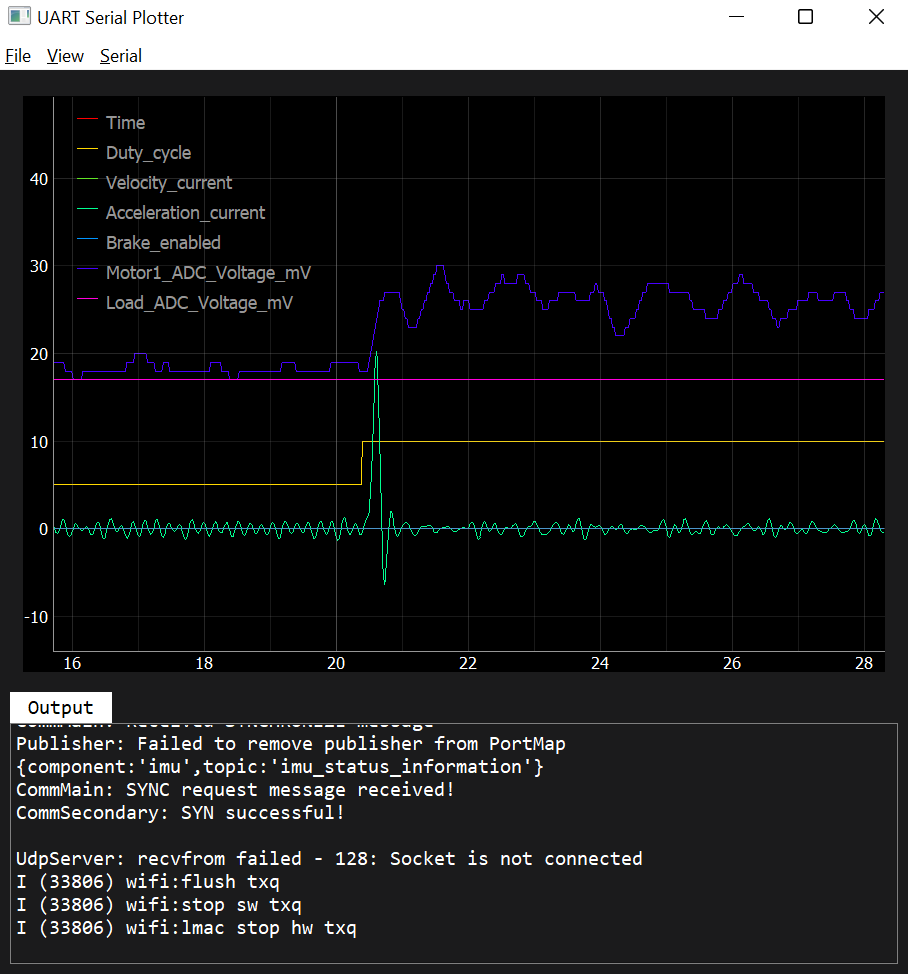 UART Serial Plotter
File View Serial
Time
Duty_cycle
Velocity_current
Acceleration_current
Brake_enabled
Motor1_ADC_Voltage_mV
Load_ADC_Voltage_mV
40
30
20
10
0
-10
16 18 20 22 24 26 28
Output
Publisher: Failed to remove publisher from PortMap
{component:'imu',topic:'imu_status_information'}
CommMain: SYNC request message received!
CommSecondary: SYN successful!
UdpServer: recvfrom failed - 128: Socket is not connected
I (33806) wifi:flush txq
I (33806) wifi:stop sw txq
I (33806) wifi:lmac stop hw txq